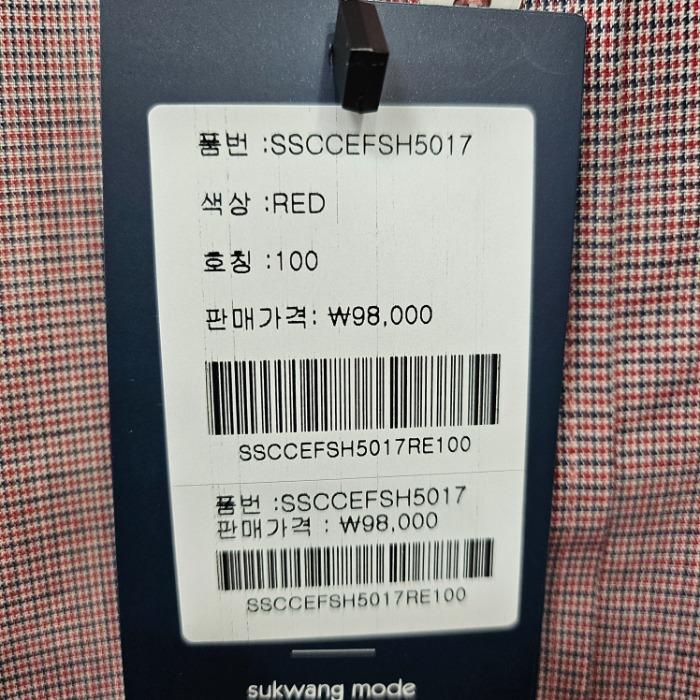 품번 :SSCCEFSH5017
색상 :RED
호칭 :100
판매가격: ₩98,000
SSCCEFSH5017RE100
품번 :SSCCEFSH5017
판매가격 : ₩98,000
SSCCEFSH5017RE100
sukwang mode